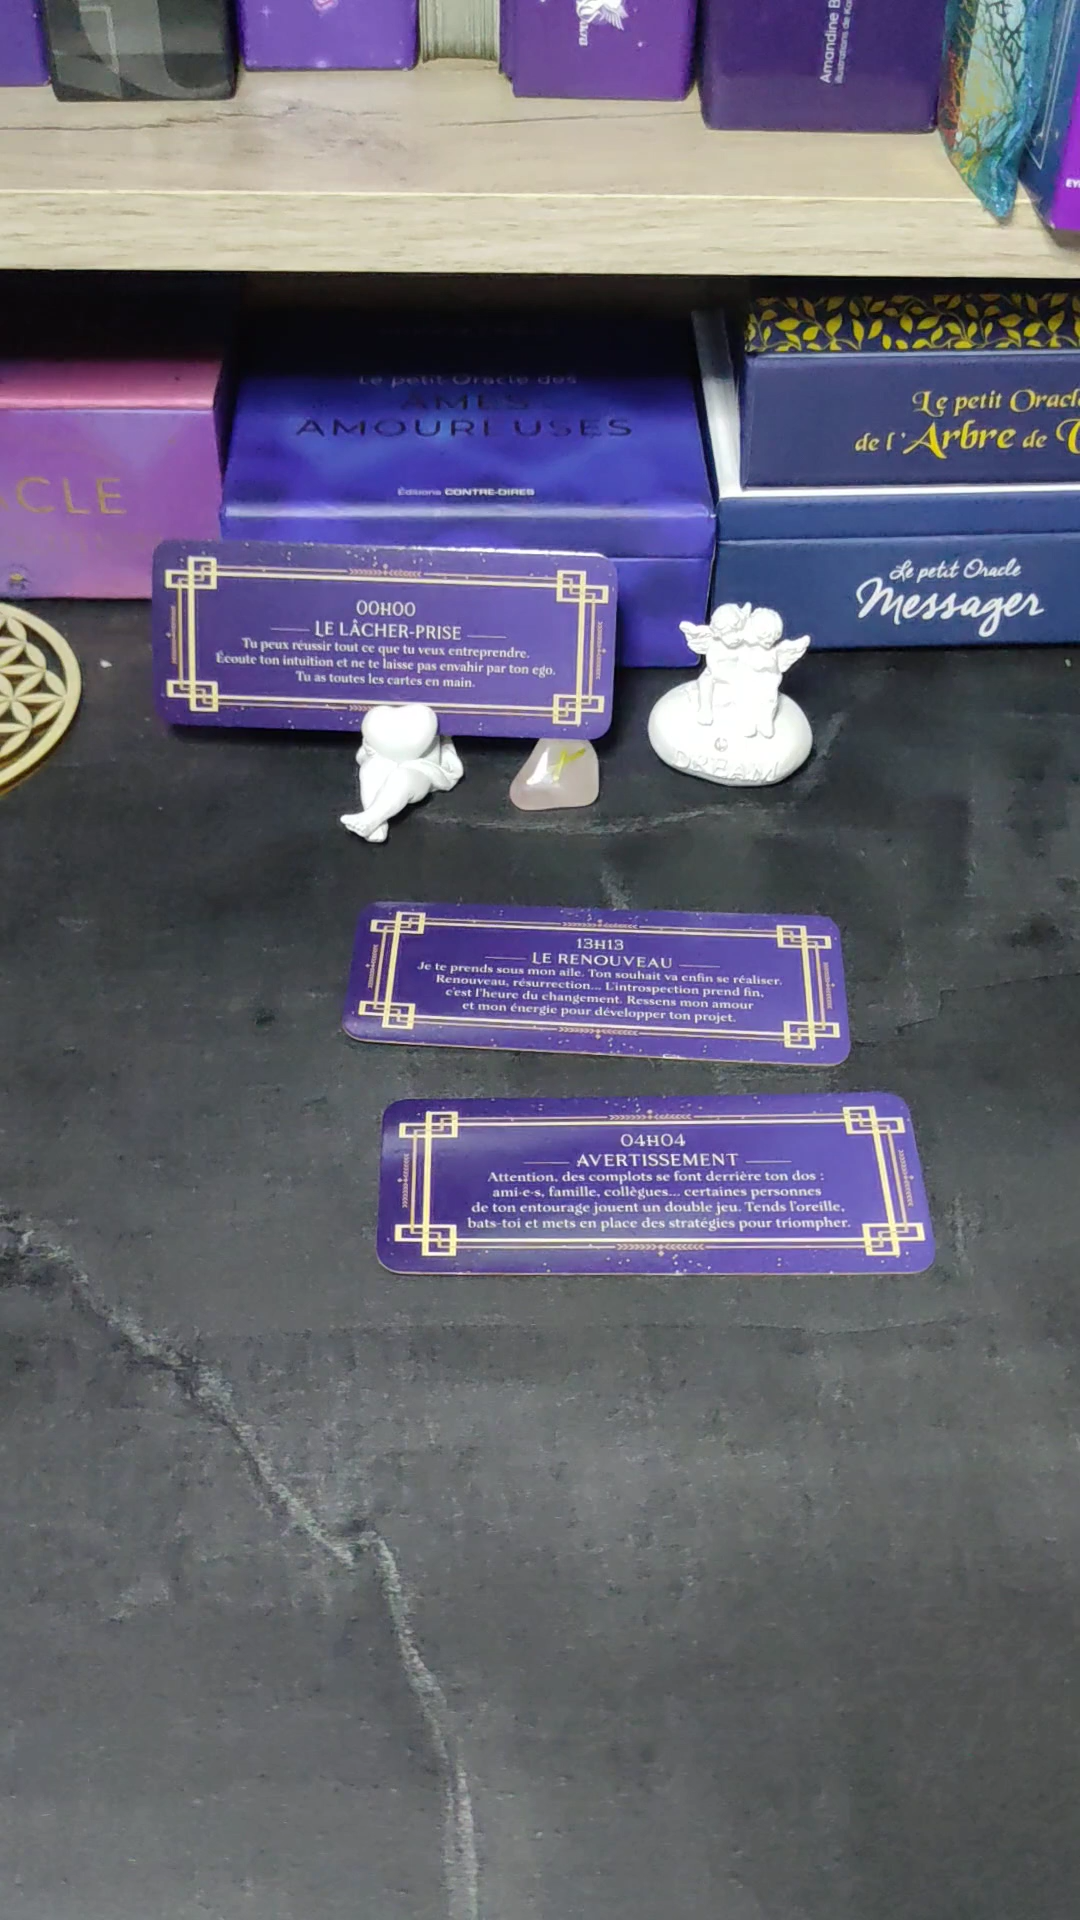 Amandine B
CLE
Le petit Oracle des
ÂMES
AMOUREUSES
Éditions CONTRE-DIRES
Le petit Oracle
de l'Arbre de
Le petit Oracle
Messager
00H00
LE LÂCHER-PRISE
Tu peux réussir tout ce que tu veux entreprendre.
Écoute ton intuition et ne te laisse pas envahir par ton ego.
Tu as toutes les cartes en main.
DREAM
13H13
LE RENOUVEAU
Je te prends sous mon aile. Ton souhait va enfin se réaliser.
Renouveau, résurrection... L'introspection prend fin,
c'est l'heure du changement. Ressens mon amour
et mon énergie pour développer ton projet.
04H04
AVERTISSEMENT
Attention, des complots se font derrière ton dos :
ami-e-s, famille, collègues... certaines personnes
de ton entourage jouent un double jeu. Tends l'oreille,
bats-toi et mets en place des stratégies pour triompher.